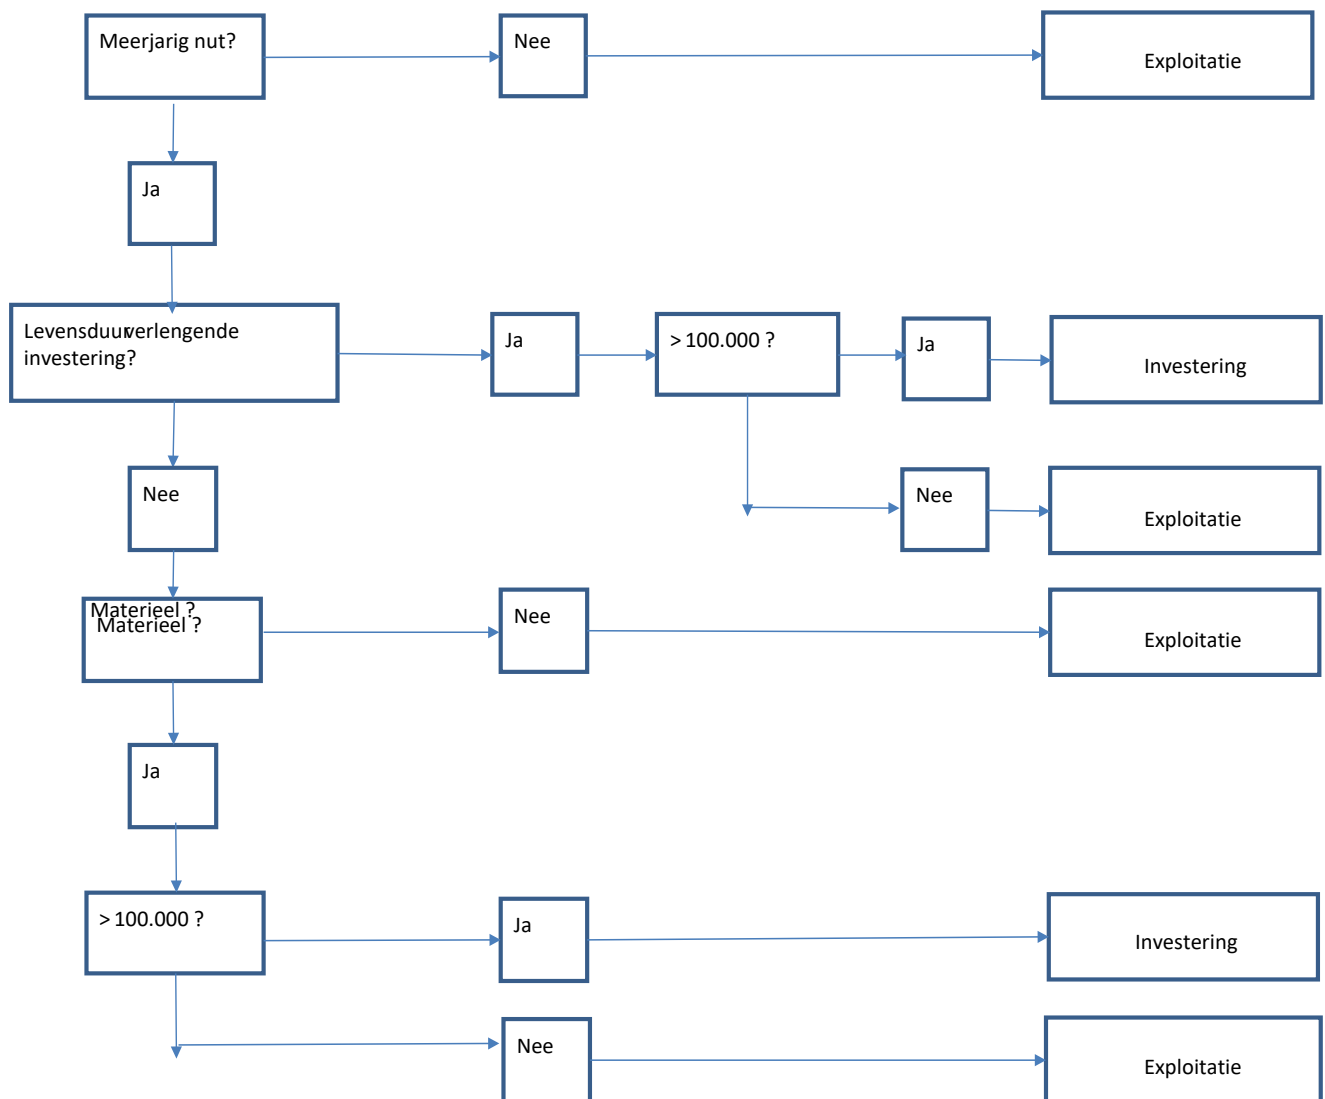 Meerjarig nut?
Nee
Exploitatie
Ja
Levensduurverlengende
investering?
Ja
> 100.000 ?
Ja
Investering
Nee
Nee
Exploitatie
Materieel ?
Materieel ?
Nee
Exploitatie
Ja
> 100.000 ?
Ja
Investering
Nee
Exploitatie